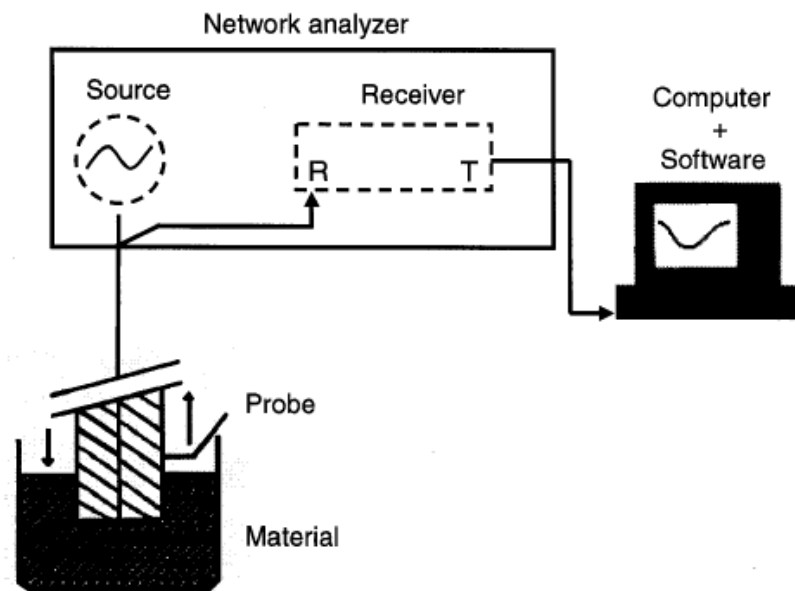 Network analyzer
Source
Receiver
R
T
Computer
+
Software
Probe
Material